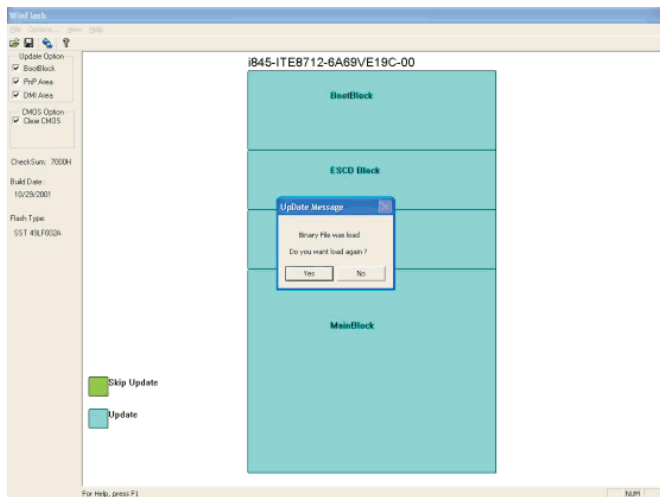 WinFlash
File Options... View Help
Update Option
BootBlock
PnP Area
DMI Area
CMOS Option
Clear CMOS
CheckSum: 7000H
Build Date :
10/29/2001
Flash Type:
SST 49LF002A
i845-ITE8712-6A69VE19C-00
BootBlock
ESCD Block
UpDate Message
Binary File was load
Do you want load again ?
Yes No
MainBlock
Skip Update
Update
For Help, press F1
NUM